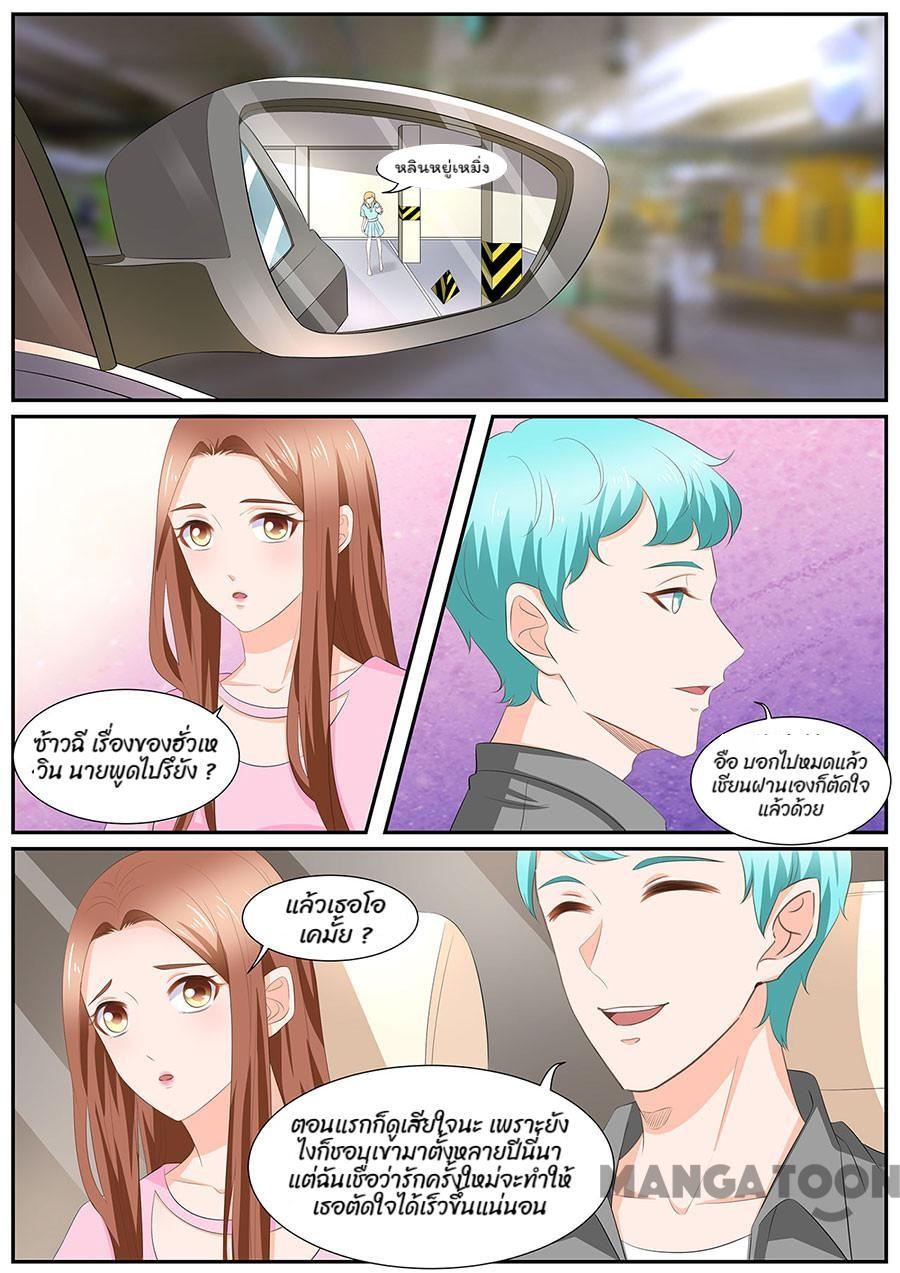 หลินหยู่เหมิ่ง
ซ้าวฉี เรื่องของฮั่วเห
วิน นายพูดไปรึยัง ?
อือ บอกไปหมดแล้ว
เชียนฝานเองก็ตัดใจ
แล้วด้วย
แล้วเธอโอ
เคมั้ย ?
ตอนแรกก็ดูเสียใจนะ เพราะยัง
ไงก็ชอบเขามาตั้งหลายปีนี่นา
แต่ฉันเชื่อว่ารักครั้งใหม่จะทำให้
เธอตัดใจได้เร็วขึ้นแน่นอน
MANGATOON